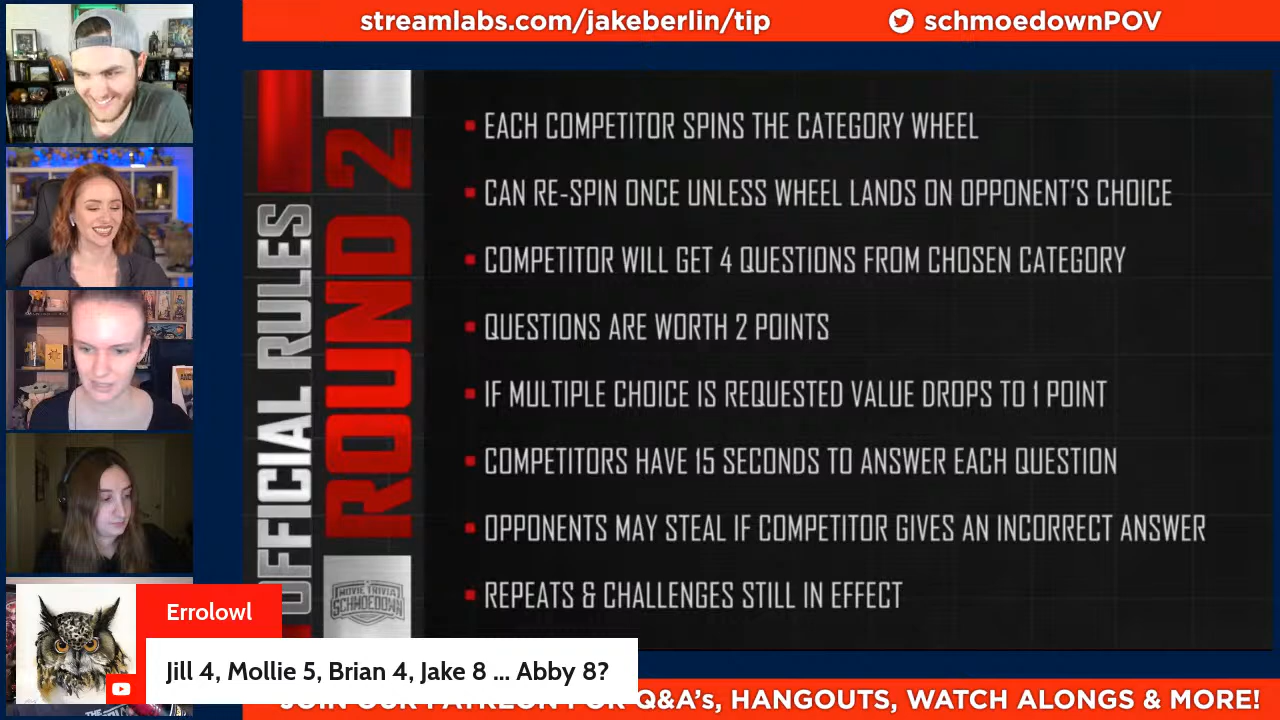 streamlabs.com/jakeberlin/tip
schmoedownPOV
OFFICIAL RULES
ROUND 2
MOVIE TRIVIA
SCHMOEDOWN
EACH COMPETITOR SPINS THE CATEGORY WHEEL
CAN RE-SPIN ONCE UNLESS WHEEL LANDS ON OPPONENT'S CHOICE
COMPETITOR WILL GET 4 QUESTIONS FROM CHOSEN CATEGORY
QUESTIONS ARE WORTH 2 POINTS
IF MULTIPLE CHOICE IS REQUESTED VALUE DROPS TO 1 POINT
COMPETITORS HAVE 15 SECONDS TO ANSWER EACH QUESTION
OPPONENTS MAY STEAL IF COMPETITOR GIVES AN INCORRECT ANSWER
REPEATS & CHALLENGES STILL IN EFFECT
Errolowl
Jill 4, Mollie 5, Brian 4, Jake 8 ... Abby 8?
JOIN OUR PATREON FOR Q&A's, HANGOUTS, WATCH ALONGS & MORE!